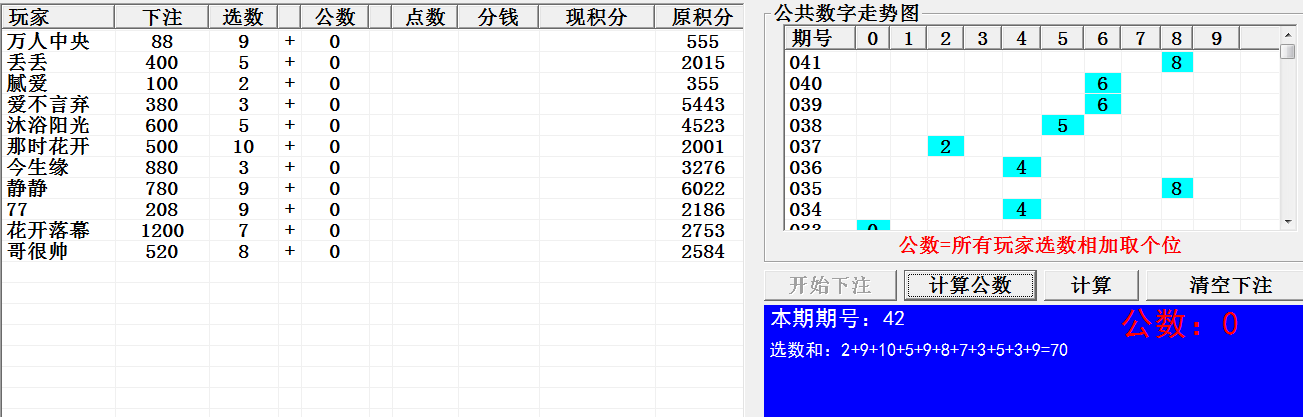 玩家 下注 选数 公数 点数 分钱 现积分 原积分
万人中央 88 9 + 0 555
丢丢 400 5 + 0 2015
腻爱 100 2 + 0 355
爱不言弃 380 3 + 0 5443
沐浴阳光 600 5 + 0 4523
那时花开 500 10 + 0 2001
今生缘 880 3 + 0 3276
静静 780 9 + 0 6022
77 208 9 + 0 2186
花开落幕 1200 7 + 0 2753
哥很帅 520 8 + 0 2584
公共数字走势图
期号 0 1 2 3 4 5 6 7 8 9
041 8
040 6
039 6
038 5
037 2
036 4
035 8
034 4
033 0
公数=所有玩家选数相加取个位
开始下注 计算公数 计算 清空下注
本期期号：42 公数：0
选数和：2+9+10+5+9+8+7+3+5+3+9=70